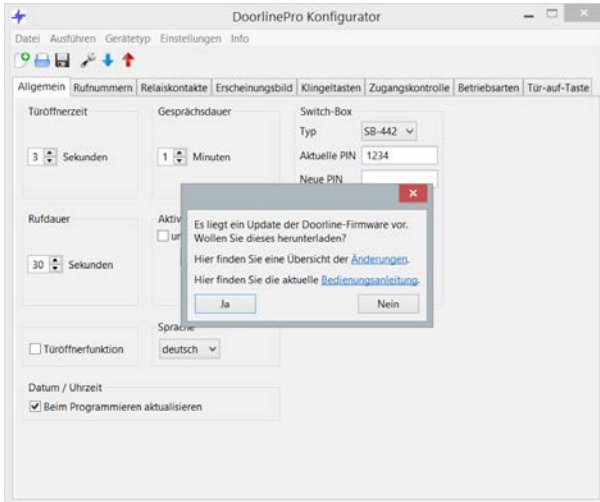 DoorlinePro Konfigurator
Datei Ausführen Gerätetyp Einstellungen Info
Allgemein Rufnummern Relaiskontakte Erscheinungsbild Klingeltasten Zugangskontrolle Betriebsarten Tür-auf-Taste
Türöffnerzeit Gesprächsdauer Switch-Box
Typ SB-442
3 Sekunden 1 Minuten Aktuelle PIN 1234
Neue PIN
Es liegt ein Update der Doorline-Firmware vor.
Wollen Sie dieses herunterladen?
Hier finden Sie eine Übersicht der Änderungen.
Hier finden Sie die aktuelle Bedienungsanleitung.
Ja Nein
Rufdauer Aktiv
30 Sekunden
Sprache
Türöffnerfunktion deutsch
Datum / Uhrzeit
Beim Programmieren aktualisieren